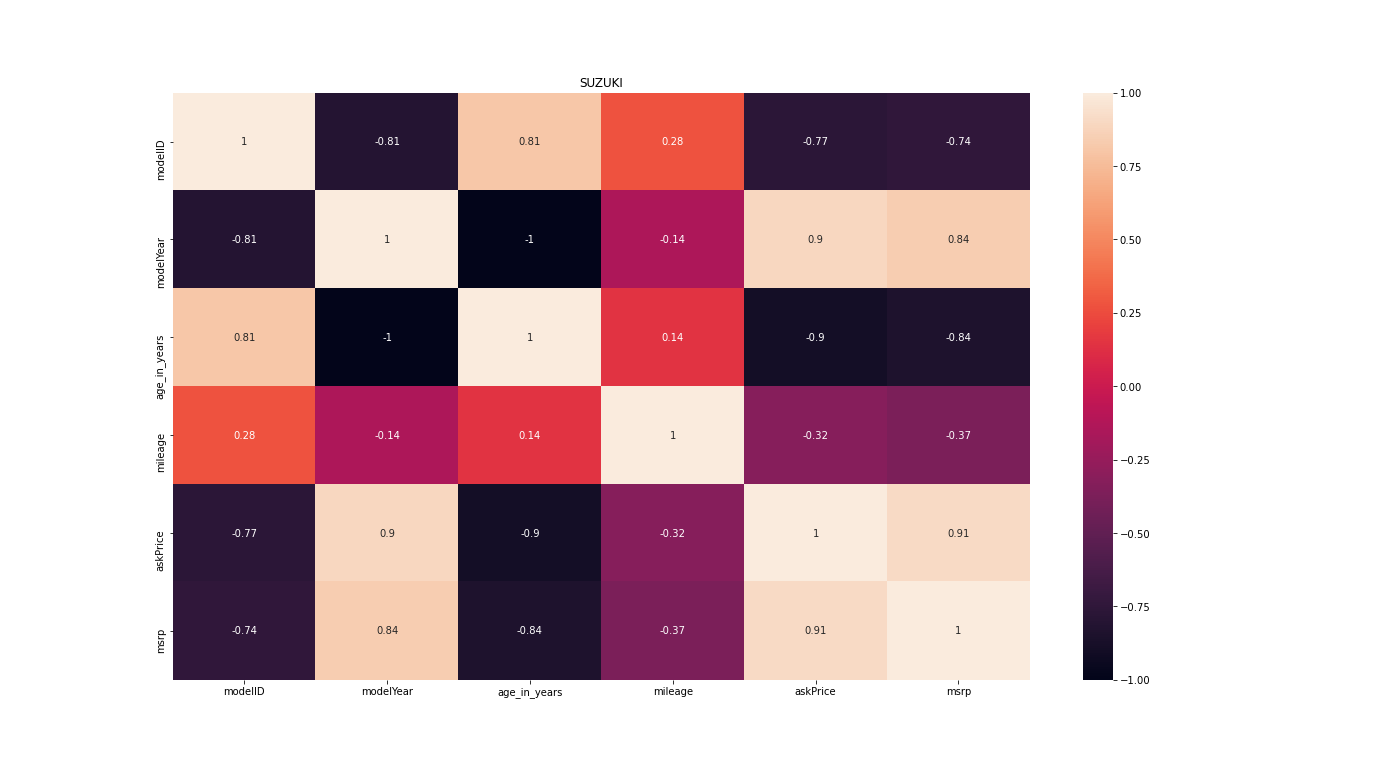 SUZUKI
modelID 1 -0.81 0.81 0.28 -0.77 -0.74
modelYear -0.81 1 -1 -0.14 0.9 0.84
age_in_years 0.81 -1 1 0.14 -0.9 -0.84
mileage 0.28 -0.14 0.14 1 -0.32 -0.37
askPrice -0.77 0.9 -0.9 -0.32 1 0.91
msrp -0.74 0.84 -0.84 -0.37 0.91 1
modelID modelYear age_in_years mileage askPrice msrp
1.00
0.75
0.50
0.25
0.00
−0.25
−0.50
−0.75
−1.00